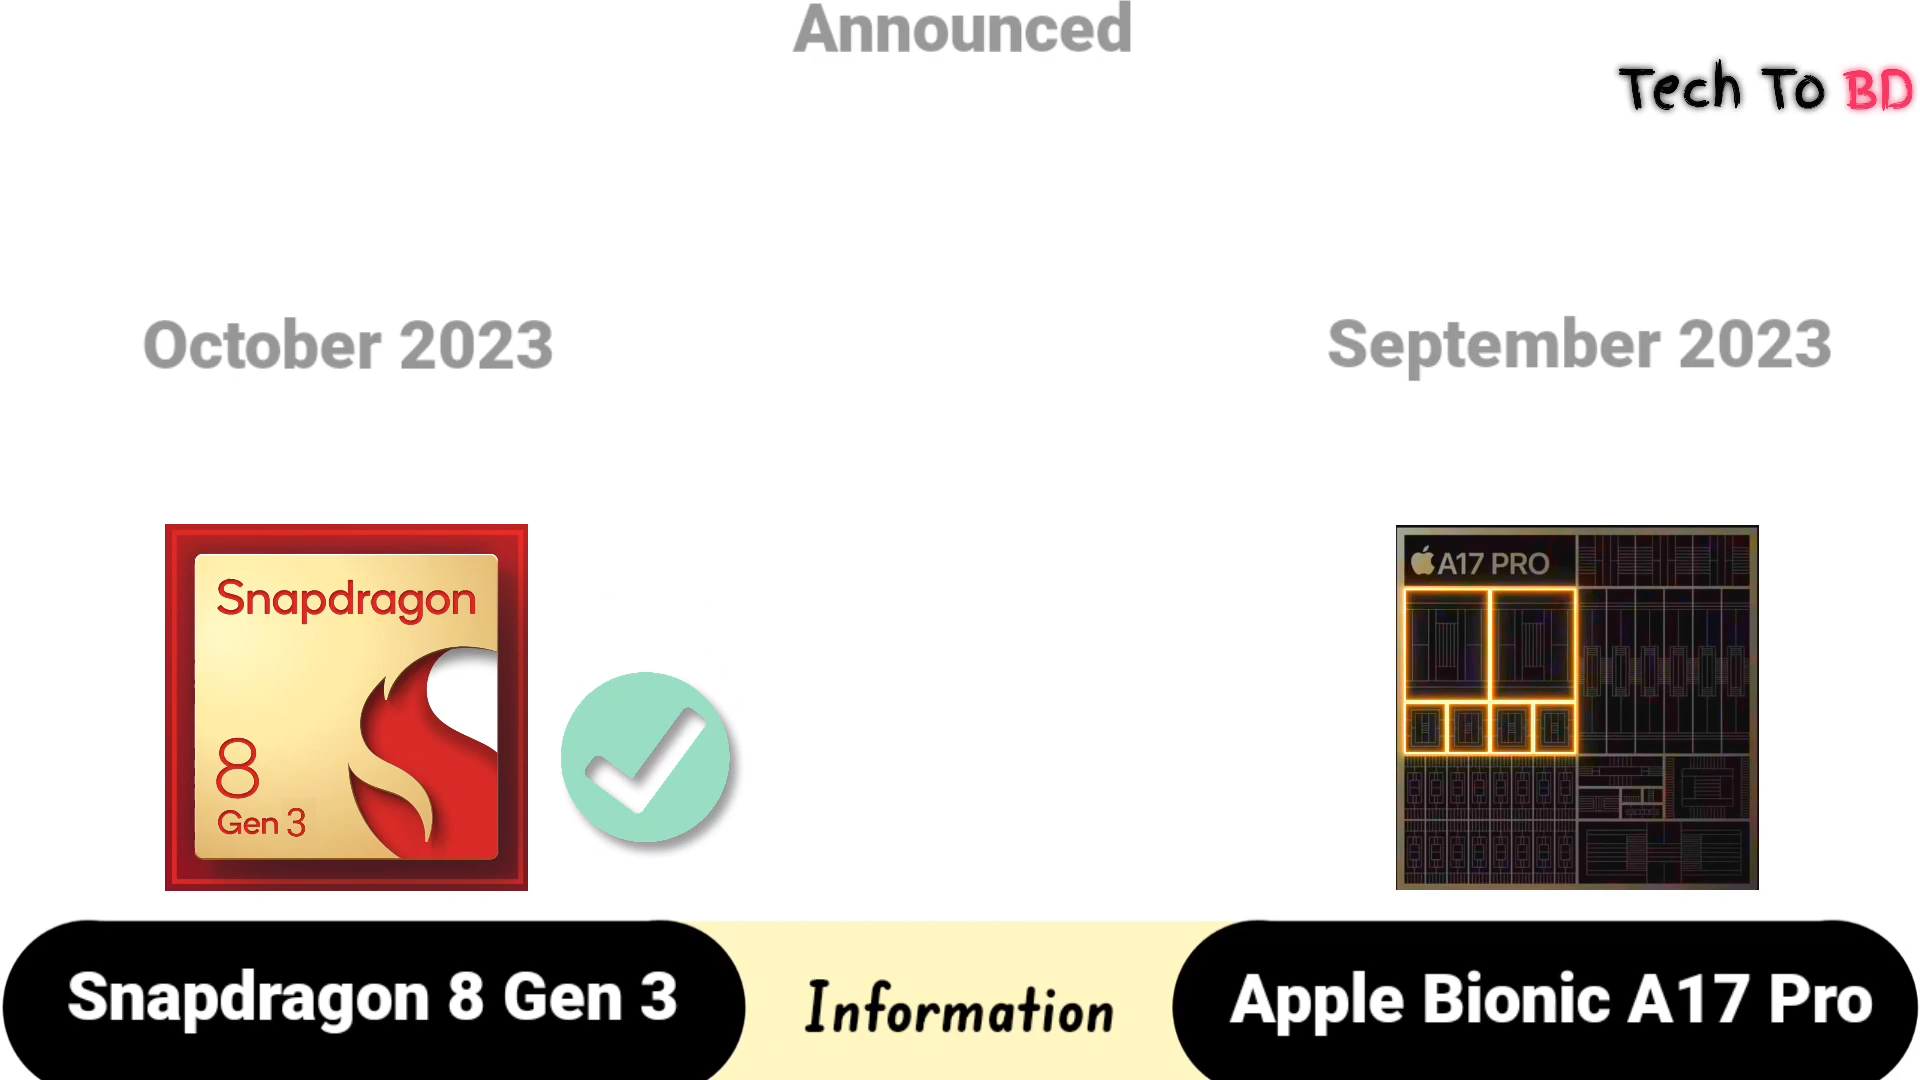 Announced
Tech To BD
October 2023
September 2023
Snapdragon
8
Gen 3
A17 PRO
Snapdragon 8 Gen 3
Information
Apple Bionic A17 Pro